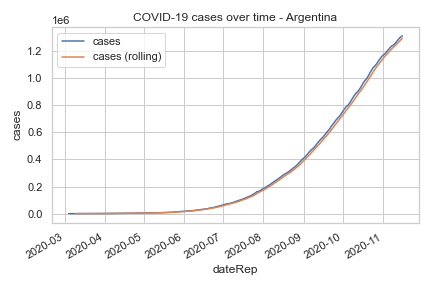 COVID-19 cases over time - Argentina
1e6
cases
cases (rolling)
1.2
1.0
0.8
0.6
0.4
0.2
0.0
cases
2020-03
2020-04
2020-05
2020-06
2020-07
2020-08
2020-09
2020-10
2020-11
dateRep